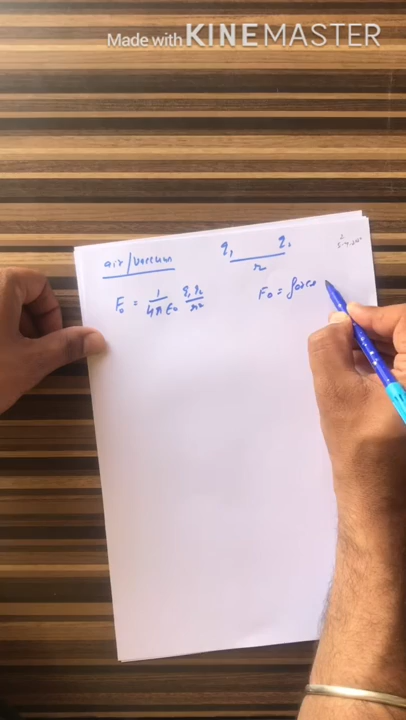 Made with KINEMASTER
air/vaccum
q₁ q₂
r
F₀ = 1/4πε₀ q₁q₂/r²
F₀ = force